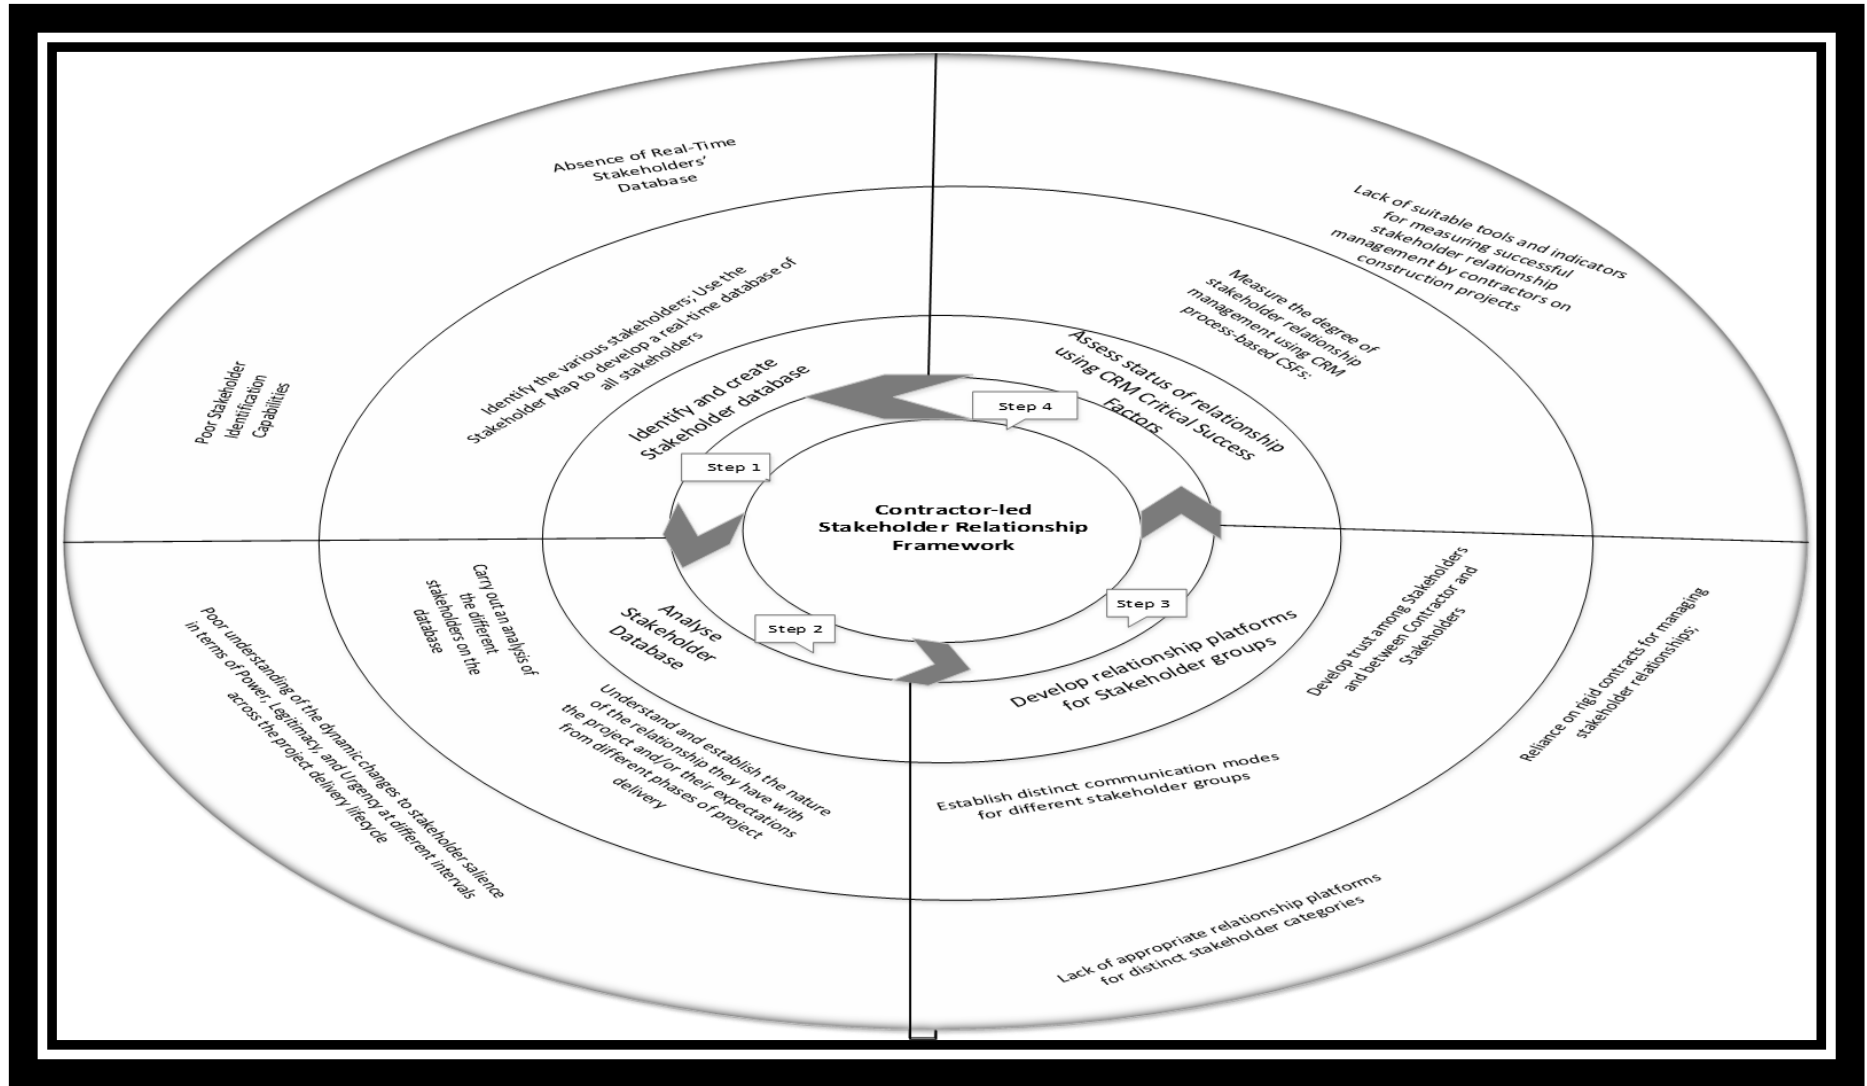 Absence of Real-Time
Stakeholders'
Database
Poor Stakeholder
Identification
Capabilities
Identify the various stakeholders; Use the
Stakeholder Map to develop a real-time database of
all stakeholders
Identify and create
Stakeholder database
Step 1
Lack of suitable tools and indicators
for measuring successful
stakeholder relationship
management by contractors on
construction projects
Measure the degree of
stakeholder relationship
management using CRM
process-based CSFs:
Assess status of relationship
using CRM Critical Success
Factors
Step 4
Contractor-led
Stakeholder Relationship
Framework
Poor understanding of the dynamic changes to stakeholder salience
in terms of Power, Legitimacy, and Urgency at different intervals
across the project delivery lifecycle
Carry out an analysis of
the different
stakeholders on the
database
Understand and establish the nature
of the relationship they have with
the project and/or their expectations
from different phases of project
delivery
Analyse
Stakeholder
Database
Step 2
Step 3
Develop relationship platforms
for Stakeholder groups
Develop trust among Stakeholders
and between Contractor and
Stakeholders
Establish distinct communication modes
for different stakeholder groups
Reliance on rigid contracts for managing
stakeholder relationships;
Lack of appropriate relationship platforms
for distinct stakeholder categories